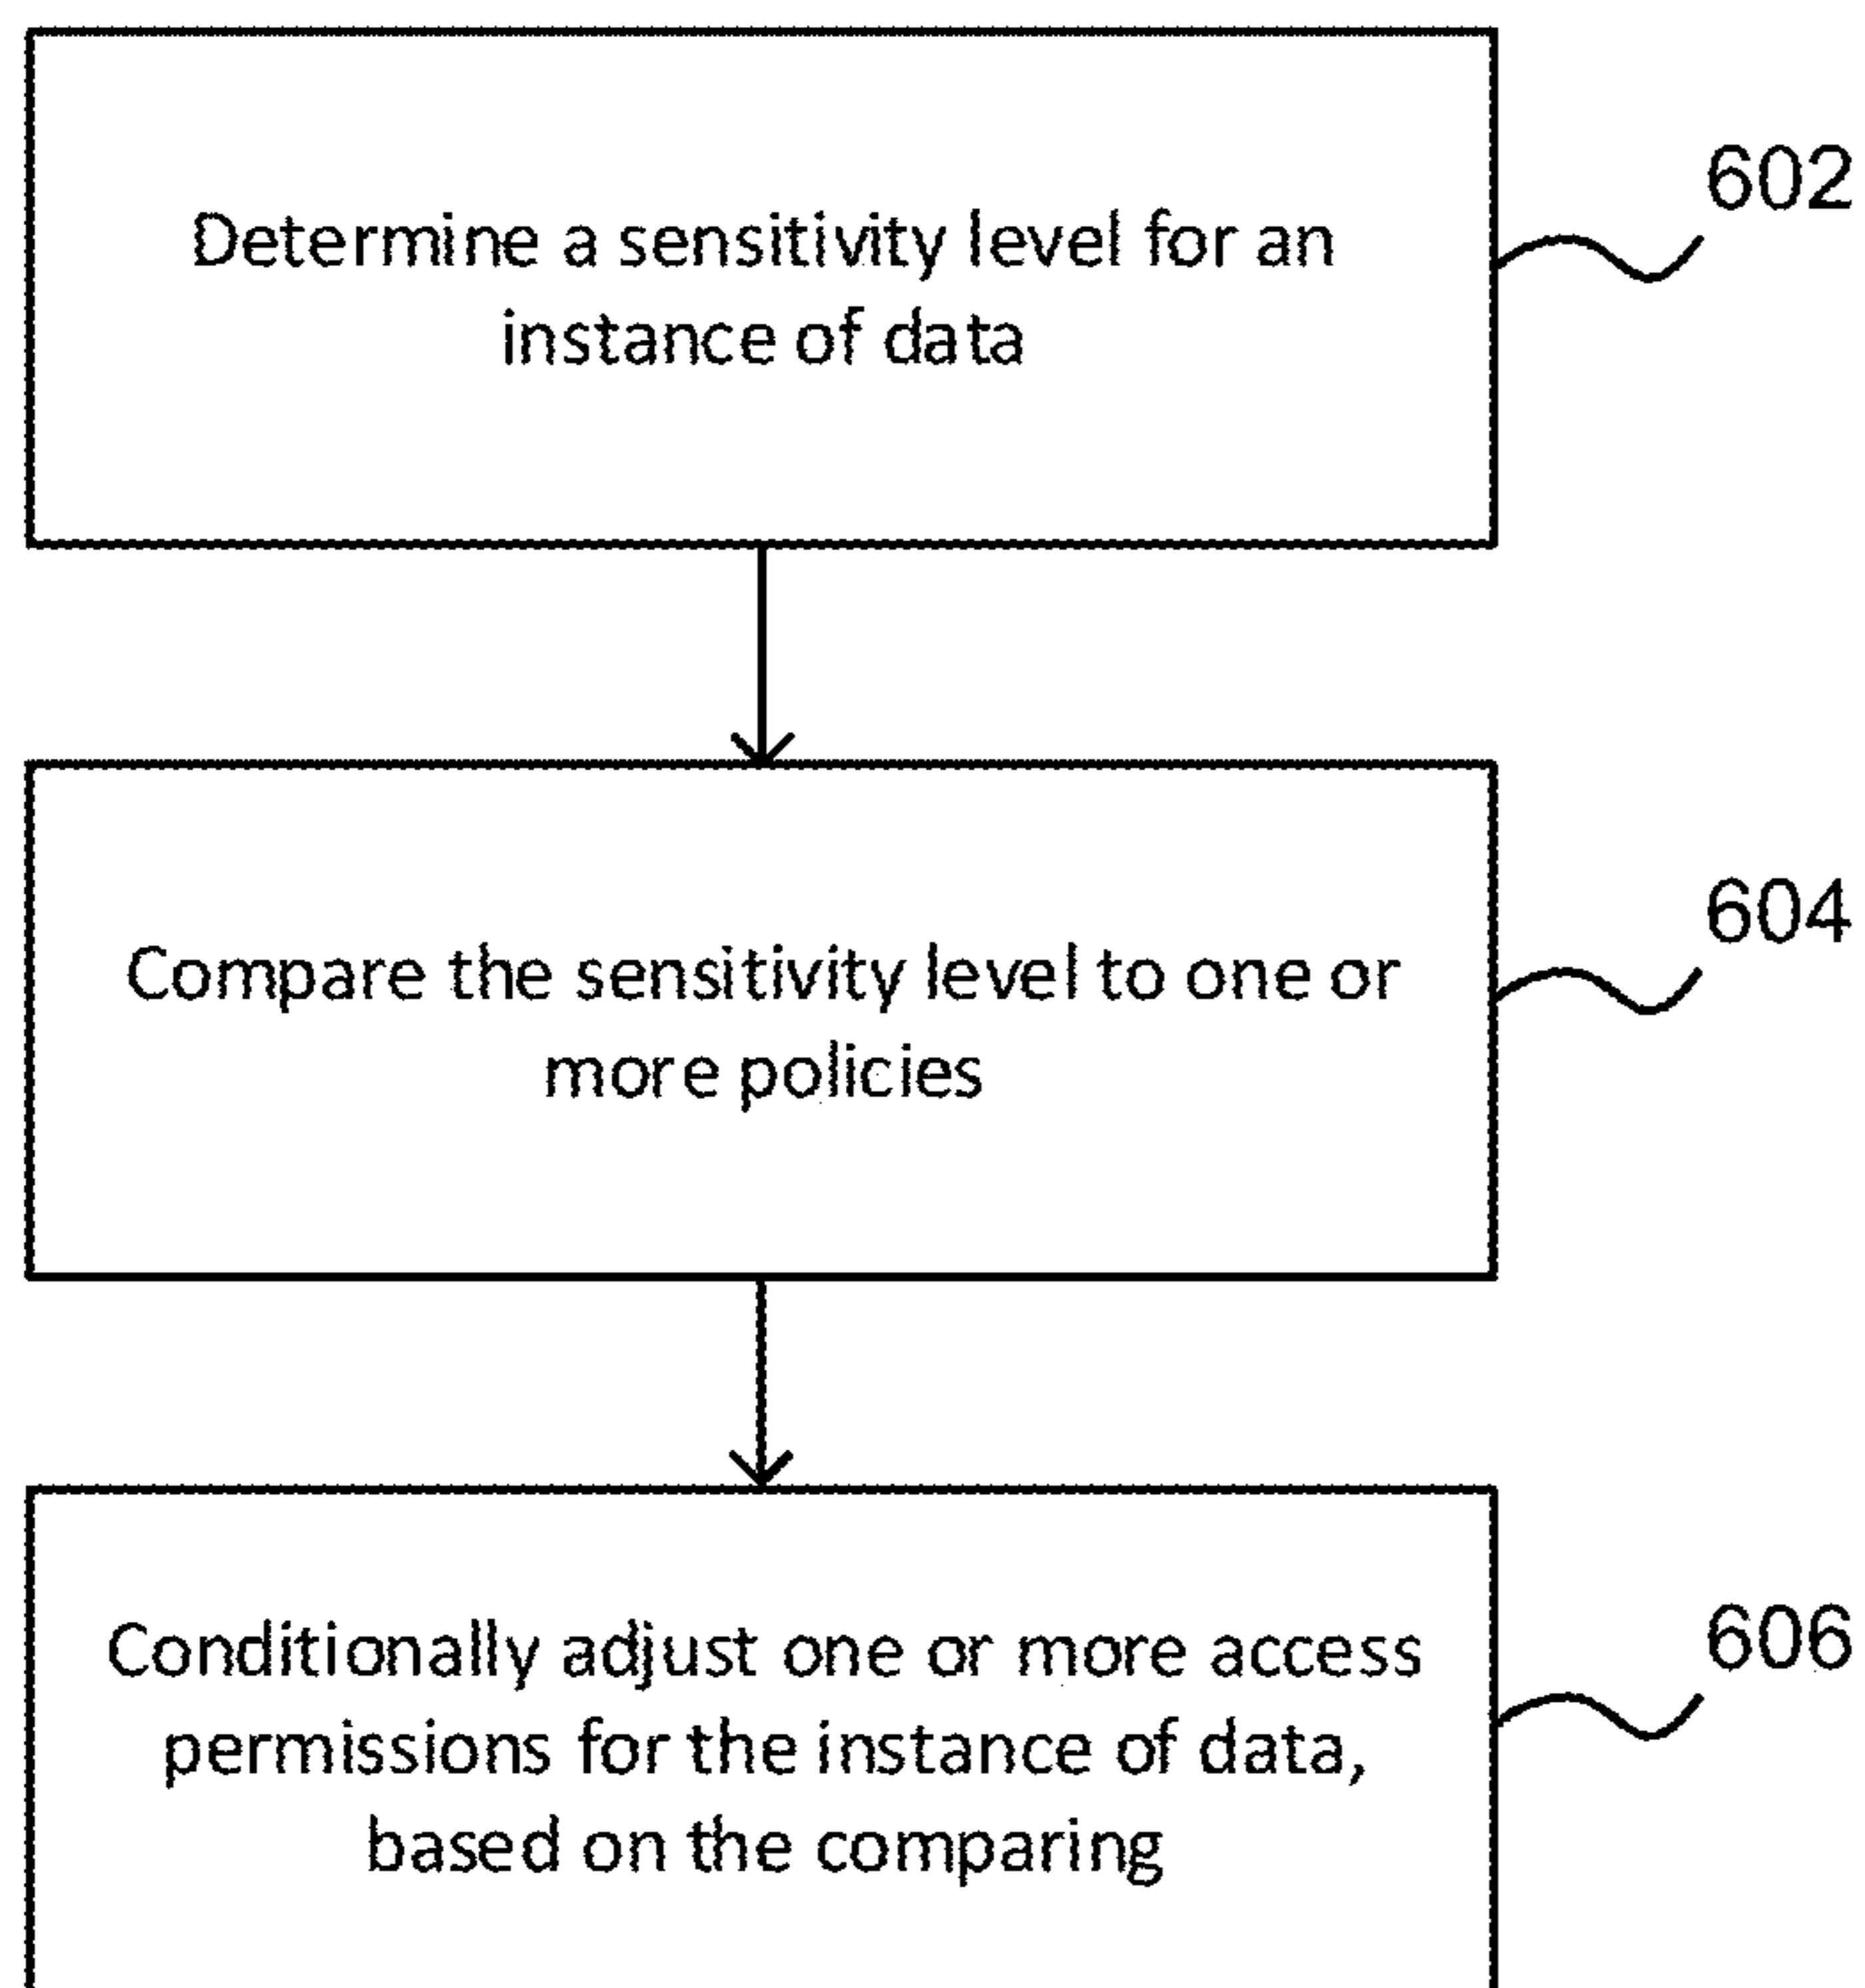 Determine a sensitivity level for an
instance of data
602
Compare the sensitivity level to one or
more policies
604
Conditionally adjust one or more access
permissions for the instance of data,
based on the comparing
606